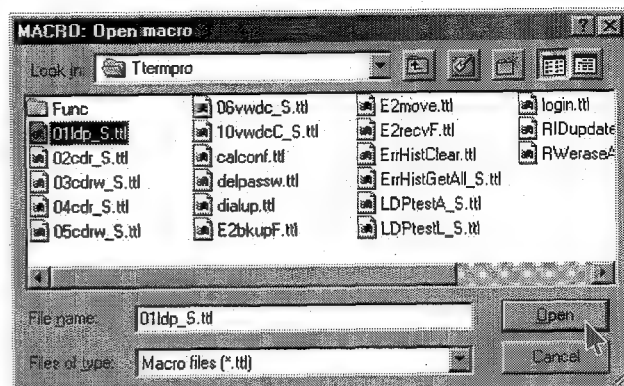 MACRO: Open macro
Look in: Ttermpro
Func
01ldp_S.ttl
02cdr_S.ttl
03cdrw_S.ttl
04cdr_S.ttl
05cdrw_S.ttl
06vwdc_S.ttl
10vwdcC_S.ttl
calconf.ttl
delpassw.ttl
dialup.ttl
E2bkupF.ttl
E2move.ttl
E2recvF.ttl
ErrHistClear.ttl
ErrHistGetAll_S.ttl
LDPtestA_S.ttl
LDPtestL_S.ttl
login.ttl
RIDupdate
RWeraseA
File name: 01ldp_S.ttl
Open
Files of type: Macro files (*.ttl)
Cancel